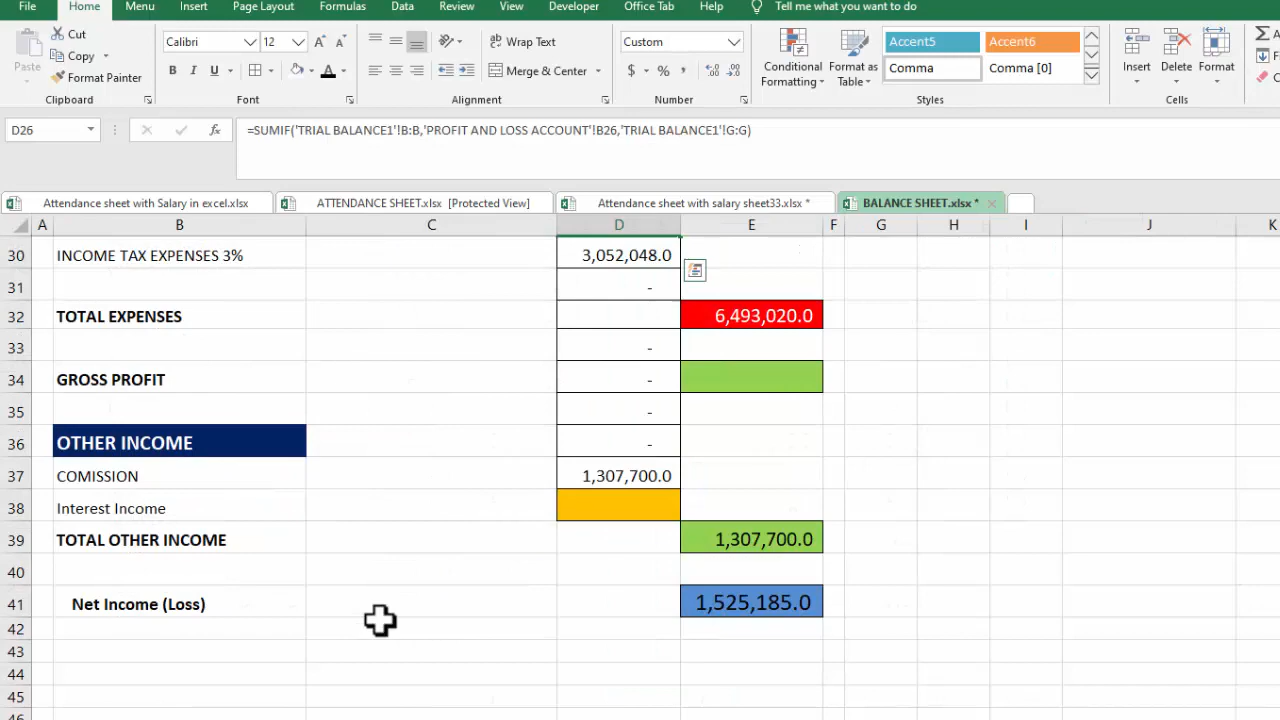 File Home Menu Insert Page Layout Formulas Data Review View Developer Office Tab Help Tell me what you want to do
Paste Cut Copy Format Painter
Clipboard
Calibri 12
B I U A
Font
Wrap Text
Merge & Center
Alignment
Custom
$ % ,
Number
Conditional Formatting
Format as Table
Accent5 Accent6
Comma Comma [0]
Styles
Insert Delete Format
Cells
D26 fx =SUMIF('TRIAL BALANCE1'!B:B,'PROFIT AND LOSS ACCOUNT'!B26,'TRIAL BALANCE1'!G:G)
Attendance sheet with Salary in excel.xlsx ATTENDANCE SHEET.xlsx [Protected View] Attendance sheet with salary sheet33.xlsx * BALANCE SHEET.xlsx *
A B C D E F G H I J K
30 INCOME TAX EXPENSES 3% 3,052,048.0
31 -
32 TOTAL EXPENSES 6,493,020.0
33 -
34 GROSS PROFIT -
35 -
36 OTHER INCOME -
37 COMISSION 1,307,700.0
38 Interest Income
39 TOTAL OTHER INCOME 1,307,700.0
40
41 Net Income (Loss) 1,525,185.0
42
43
44
45